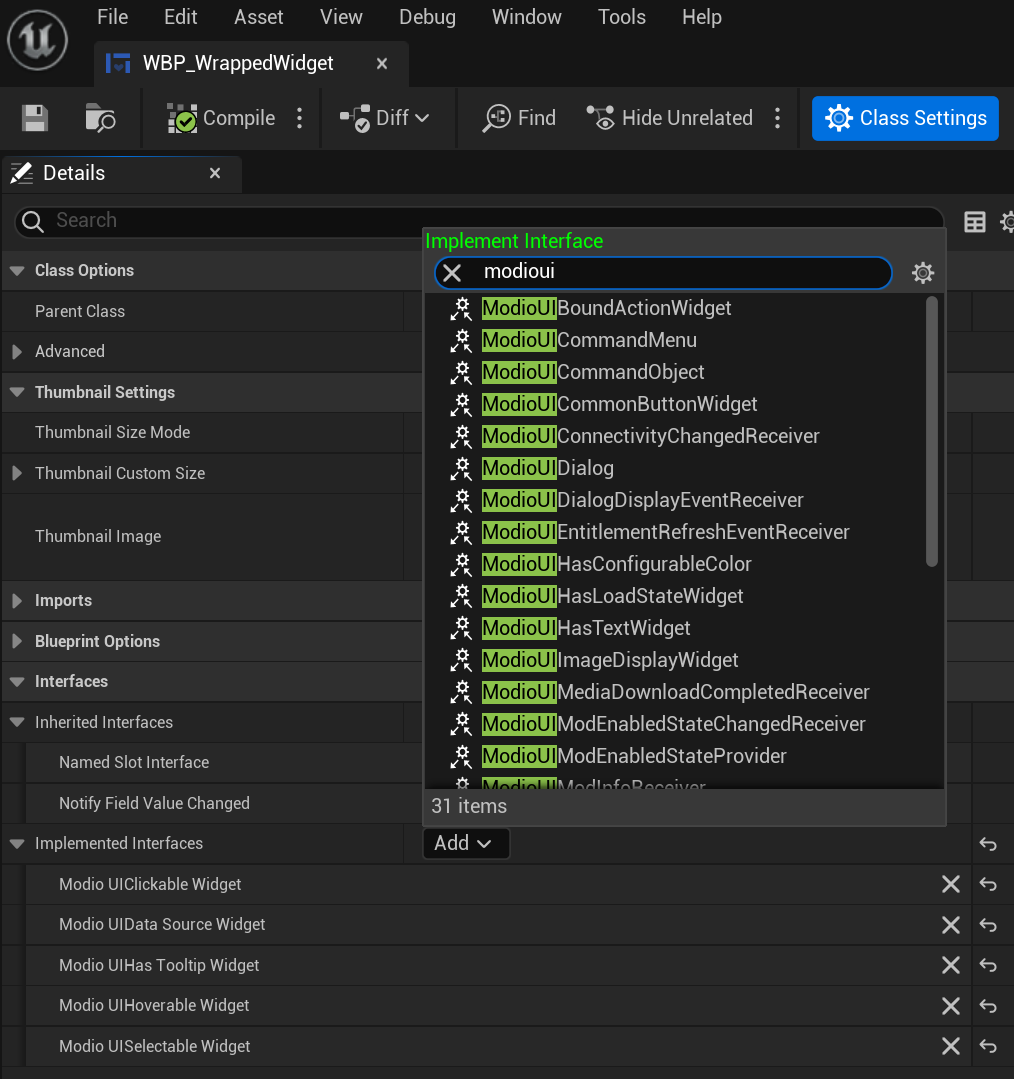 File Edit Asset View Debug Window Tools Help
WBP_WrappedWidget
Compile Diff Find Hide Unrelated Class Settings
Details
Search
Implement Interface
modioui
Class Options
ModioUIBoundActionWidget
Parent Class
ModioUICommandMenu
Advanced
ModioUICommandObject
Thumbnail Settings
ModioUICommonButtonWidget
Thumbnail Size Mode
ModioUIConnectivityChangedReceiver
Thumbnail Custom Size
ModioUIDialog
ModioUIDialogDisplayEventReceiver
Thumbnail Image
ModioUIEntitlementRefreshEventReceiver
ModioUIHasConfigurableColor
Imports
ModioUIHasLoadStateWidget
ModioUIHasTextWidget
Blueprint Options
ModioUIImageDisplayWidget
Interfaces
ModioUIMediaDownloadCompletedReceiver
Inherited Interfaces
ModioUIModEnabledStateChangedReceiver
Named Slot Interface
ModioUIModEnabledStateProvider
ModioUIModInfoReceiver
Notify Field Value Changed
31 items
Implemented Interfaces
Add
Modio UIClickable Widget
Modio UIData Source Widget
Modio UIHas Tooltip Widget
Modio UIHoverable Widget
Modio UISelectable Widget